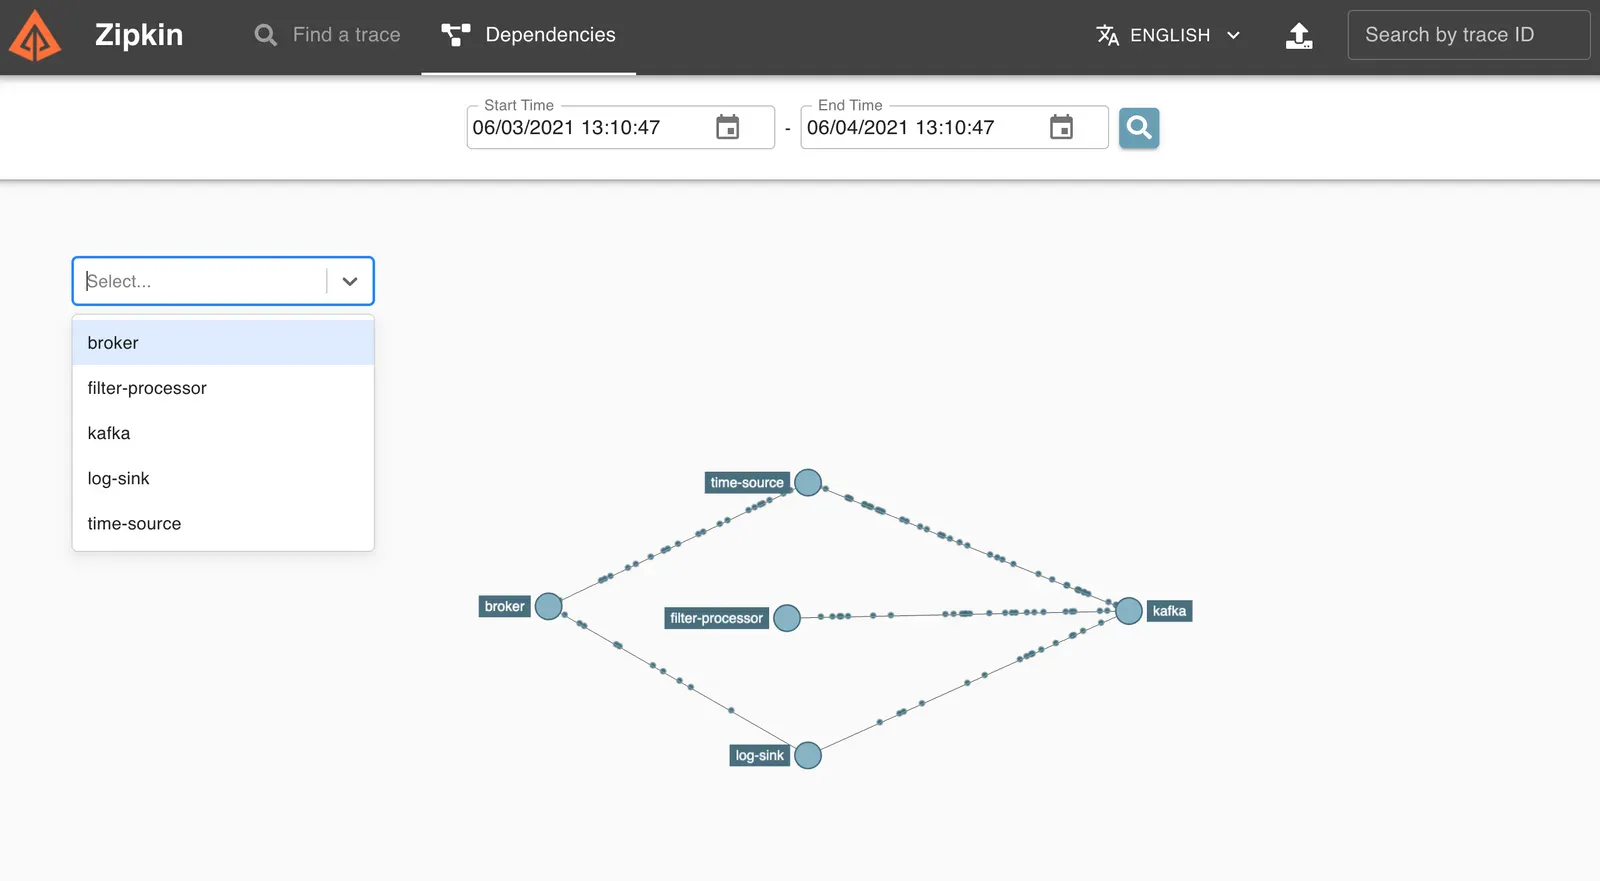 Zipkin
Find a trace
Dependencies
ENGLISH
Search by trace ID
Start Time
06/03/2021 13:10:47
-
End Time
06/04/2021 13:10:47
Select...
broker
filter-processor
kafka
log-sink
time-source
time-source
broker
filter-processor
kafka
log-sink